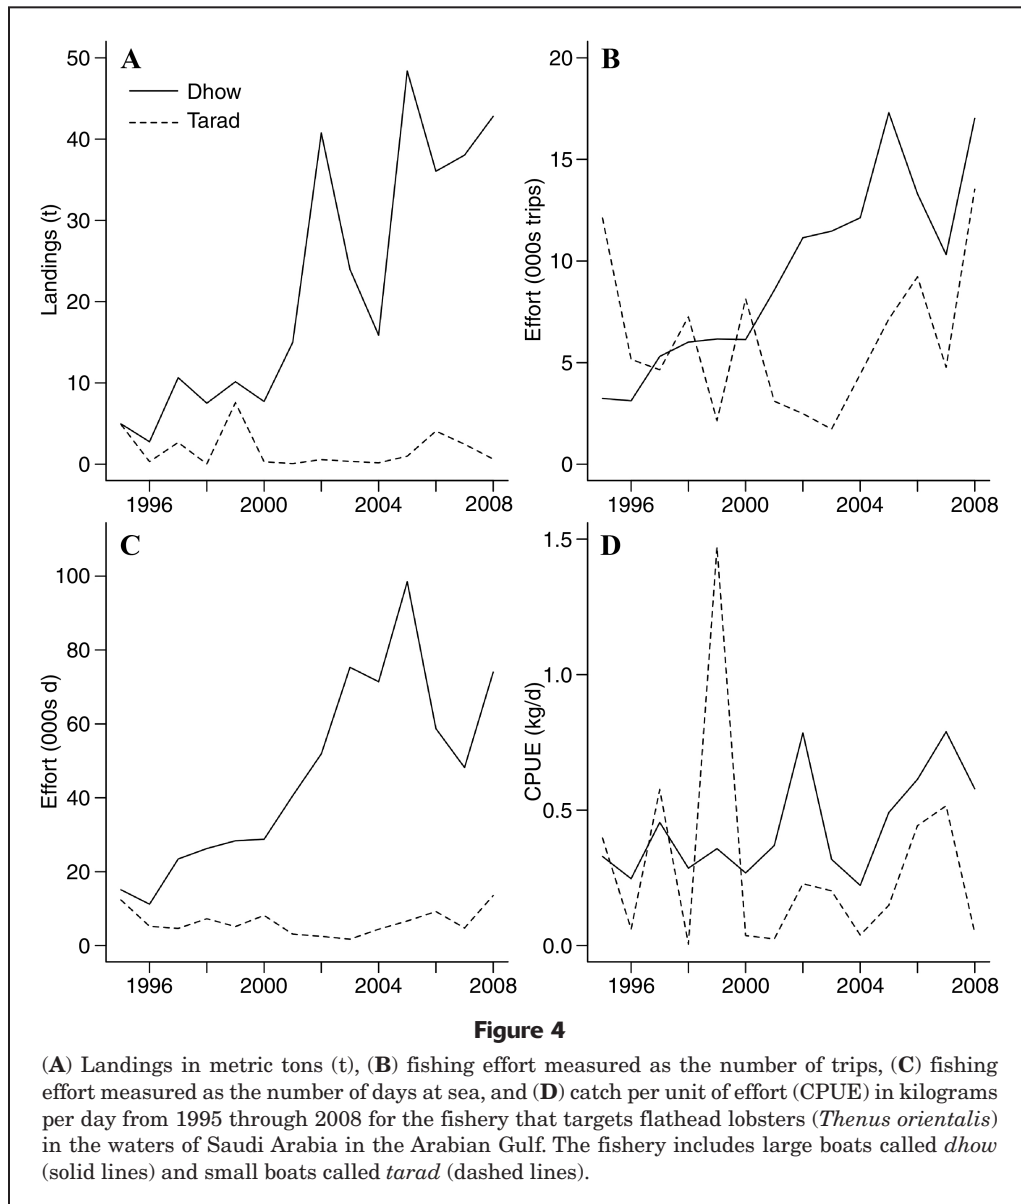 A
Dhow
Tarad
Landings (t)
50
40
30
20
10
0
1996
2000
2004
2008
B
Effort (000s trips)
20
15
10
5
0
1996
2000
2004
2008
C
Effort (000s d)
100
80
60
40
20
0
1996
2000
2004
2008
D
CPUE (kg/d)
1.5
1.0
0.5
0.0
1996
2000
2004
2008
Figure 4
(A) Landings in metric tons (t), (B) fishing effort measured as the number of trips, (C) fishing
effort measured as the number of days at sea, and (D) catch per unit of effort (CPUE) in kilograms
per day from 1995 through 2008 for the fishery that targets flathead lobsters (Thenus orientalis)
in the waters of Saudi Arabia in the Arabian Gulf. The fishery includes large boats called dhow
(solid lines) and small boats called tarad (dashed lines).